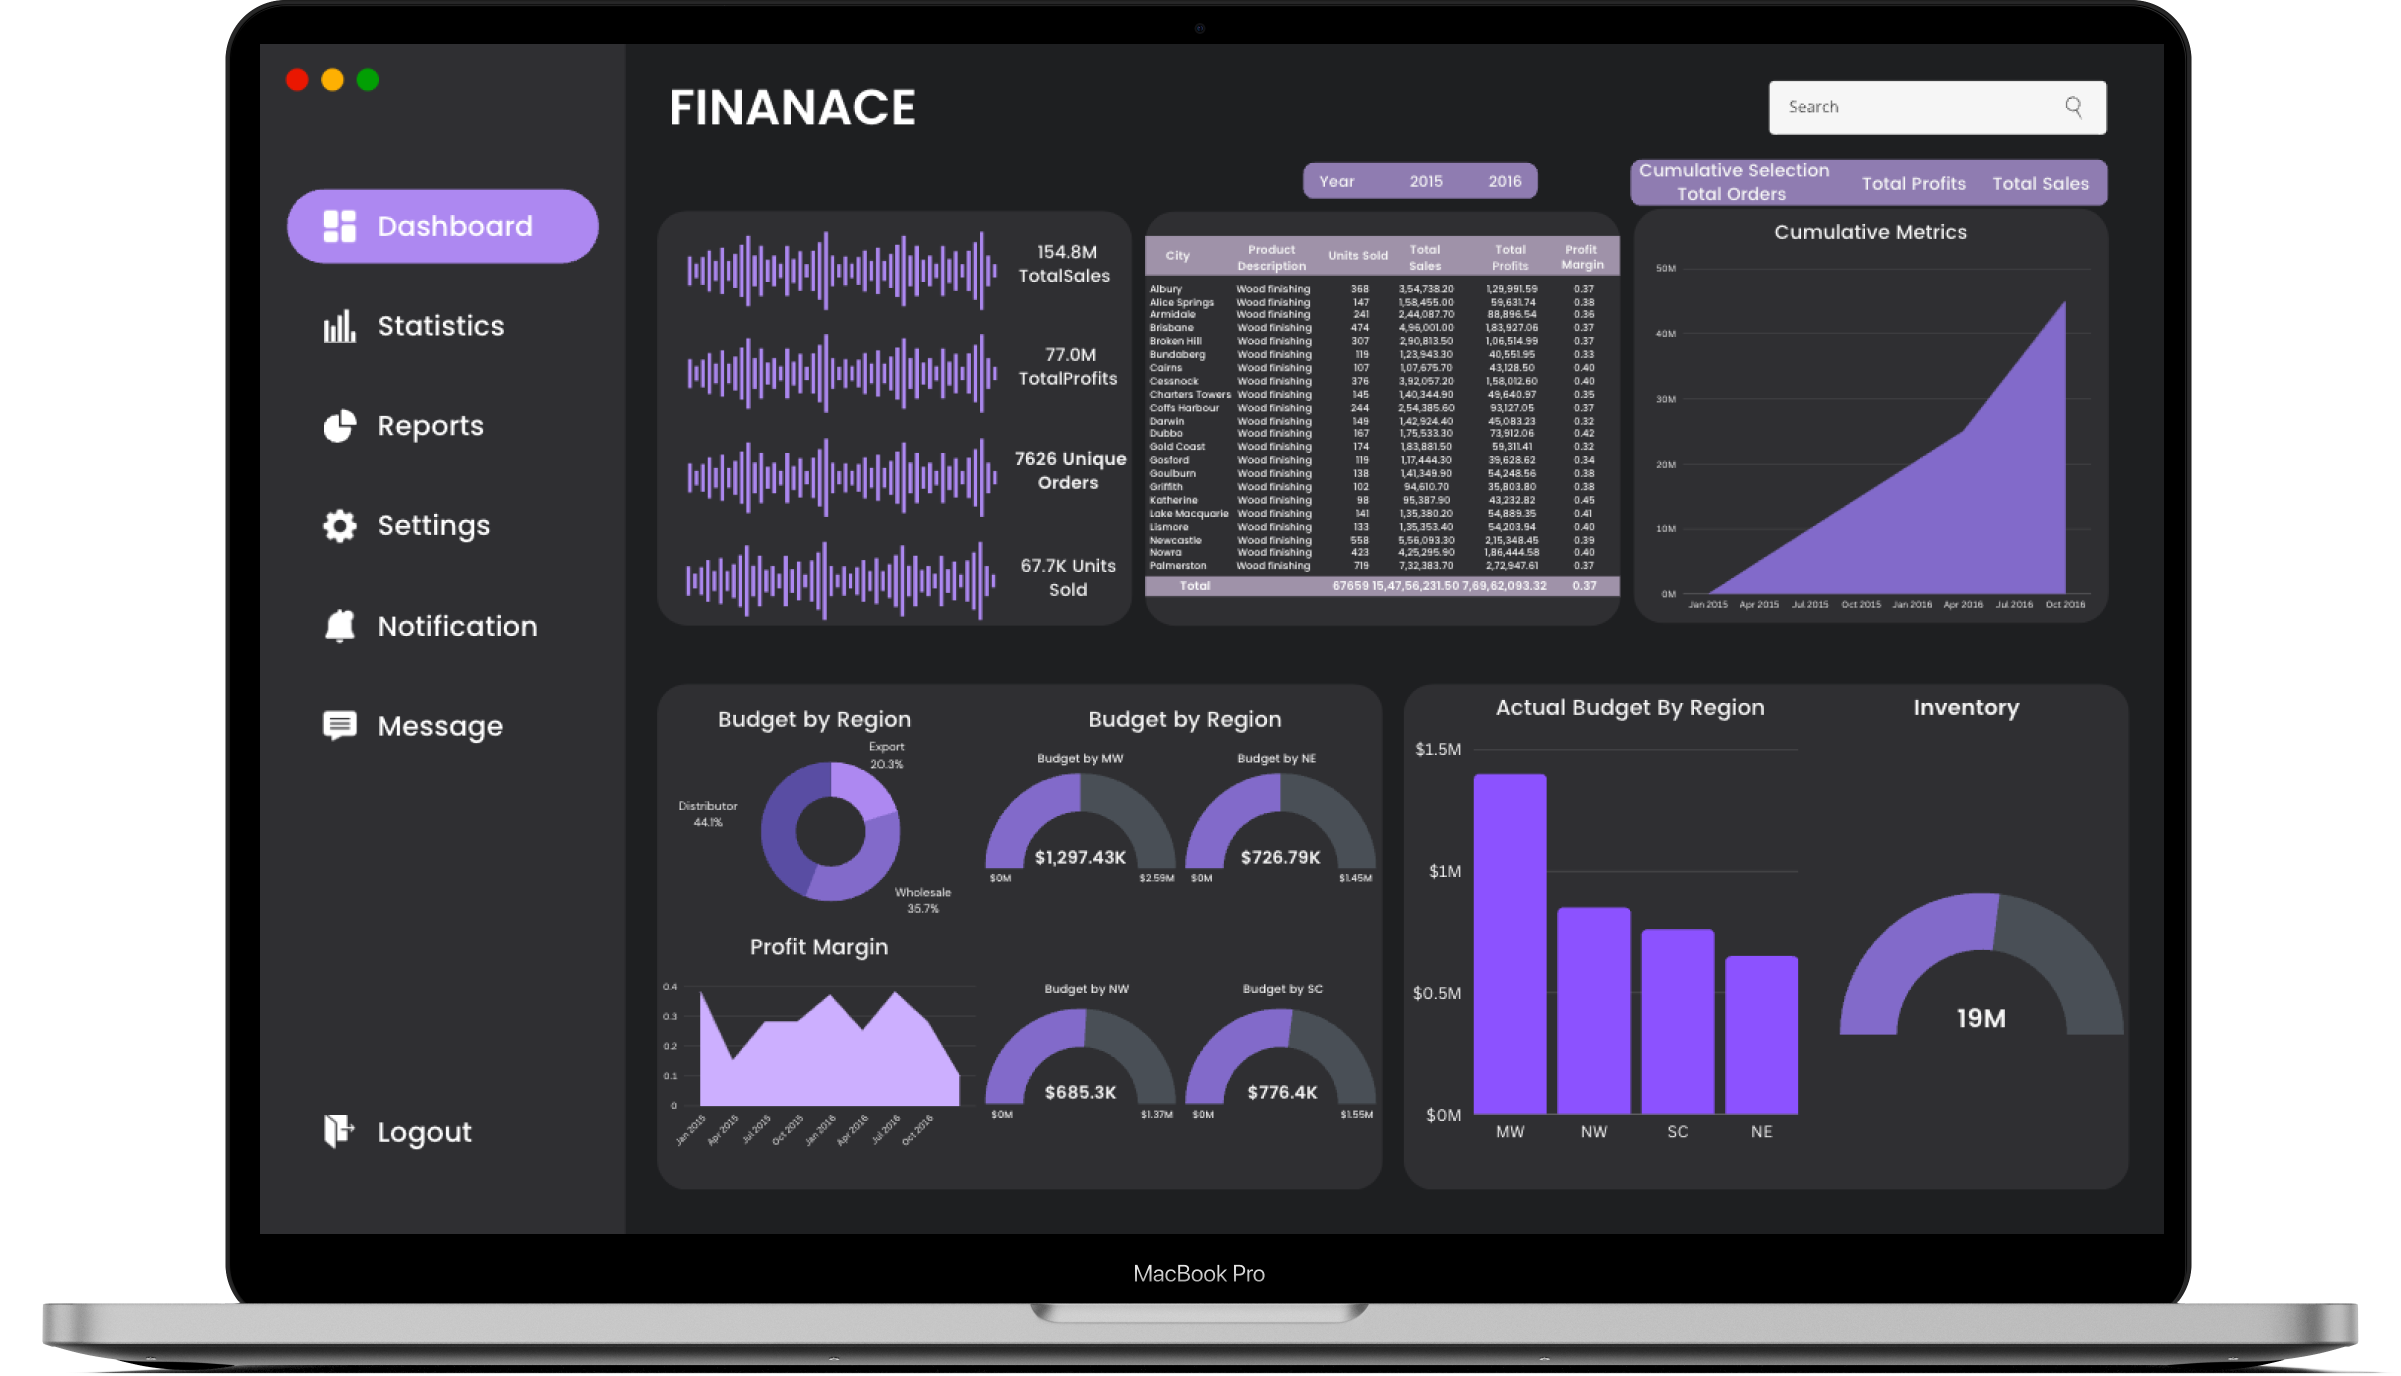 FINANACE
Search
Dashboard
Statistics
Reports
Settings
Notification
Message
Logout
Year 2015 2016
Cumulative Selection
Total Orders
Total Profits Total Sales
154.8M
TotalSales
77.0M
TotalProfits
7626 Unique
Orders
67.7K Units
Sold
City Product Description Units Sold Total Sales Total Profits Profit Margin
Albury Wood finishing 368 3,54,738.20 1,29,991.59 0.37
Alice Springs Wood finishing 147 1,58,455.00 59,631.74 0.38
Armidale Wood finishing 241 2,44,087.70 88,896.54 0.36
Brisbane Wood finishing 474 4,96,001.00 1,83,927.06 0.37
Broken Hill Wood finishing 307 2,90,813.50 1,06,514.99 0.37
Bundaberg Wood finishing 119 1,23,943.30 40,551.95 0.33
Cairns Wood finishing 107 1,07,675.70 43,128.50 0.40
Cessnock Wood finishing 376 3,92,057.20 1,58,012.60 0.40
Charters Towers Wood finishing 145 1,40,344.90 49,640.97 0.35
Coffs Harbour Wood finishing 244 2,54,385.60 93,127.05 0.37
Darwin Wood finishing 149 1,42,924.40 45,083.23 0.32
Dubbo Wood finishing 167 1,75,533.30 73,912.06 0.42
Gold Coast Wood finishing 174 1,83,881.50 59,311.41 0.32
Gosford Wood finishing 119 1,17,444.30 39,628.62 0.34
Goulburn Wood finishing 138 1,41,349.90 54,248.56 0.38
Griffith Wood finishing 102 94,610.70 35,803.80 0.38
Katherine Wood finishing 98 95,387.90 43,232.82 0.45
Lake Macquarie Wood finishing 141 1,35,380.20 54,889.35 0.41
Lismore Wood finishing 133 1,35,353.40 54,203.94 0.40
Newcastle Wood finishing 558 5,56,093.30 2,15,348.45 0.39
Nowra Wood finishing 423 4,25,295.90 1,86,444.58 0.40
Palmerston Wood finishing 719 7,32,383.70 2,72,947.61 0.37
Total 67659 15,47,56,231.50 7,69,62,093.32 0.37
Cumulative Metrics
50M
40M
30M
20M
10M
0M
Jan 2015 Apr 2015 Jul 2015 Oct 2015 Jan 2016 Apr 2016 Jul 2016 Oct 2016
Budget by Region
Export
20.3%
Distributor
44.1%
Wholesale
35.7%
Budget by Region
Budget by MW
$1,297.43K
$0M $2.59M
Budget by NE
$726.79K
$0M $1.45M
Profit Margin
0.4
0.3
0.2
0.1
0
Jan 2015 Apr 2015 Jul 2015 Oct 2015 Jan 2016 Apr 2016 Jul 2016 Oct 2016
Budget by NW
$685.3K
$0M $1.37M
Budget by SC
$776.4K
$0M $1.55M
Actual Budget By Region
$1.5M
$1M
$0.5M
$0M
MW NW SC NE
Inventory
19M
MacBook Pro